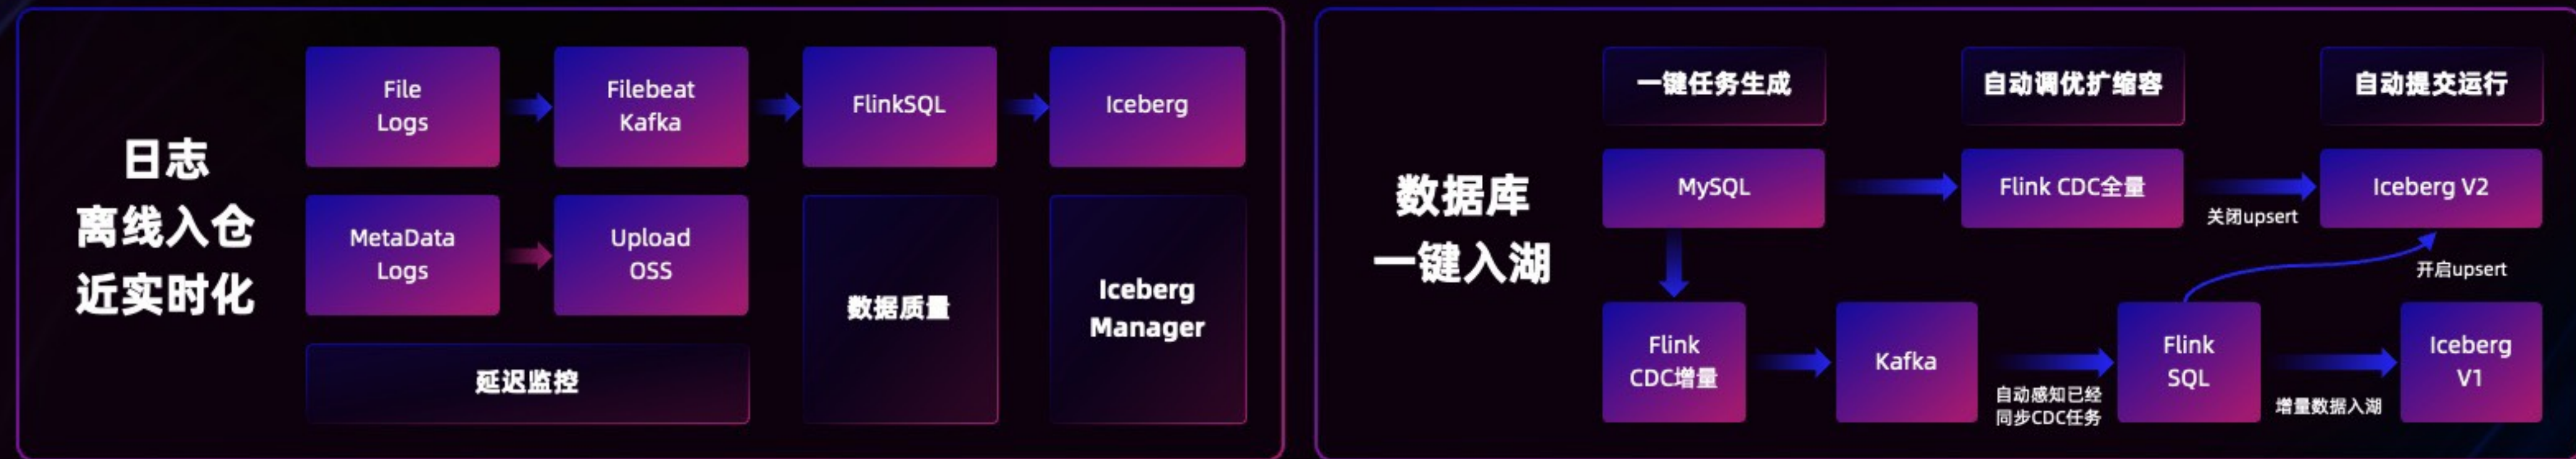 日志
离线入仓
近实时化
File
Logs
Filebeat
Kafka
FlinkSQL
Iceberg
MetaData
Logs
Upload
OSS
数据质量
Iceberg
Manager
延迟监控
数据库
一键入湖
一键任务生成
自动调优扩缩容
自动提交运行
MySQL
Flink CDC全量
关闭upsert
Iceberg V2
开启upsert
Flink
CDC增量
Kafka
自动感知已经
同步CDC任务
Flink
SQL
增量数据入湖
Iceberg
V1